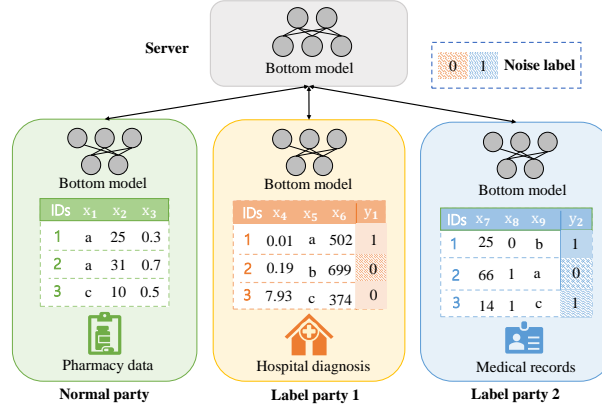 Server
Bottom model
0 1 Noise label
Bottom model
IDs x₁ x₂ x₃
1 a 25 0.3
2 a 31 0.7
3 c 10 0.5
Pharmacy data
Normal party
Bottom model
IDs x₄ x₅ x₆ y₁
1 0.01 a 502 1
2 0.19 b 699 0
3 7.93 c 374 0
Hospital diagnosis
Label party 1
Bottom model
IDs x₇ x₈ x₉ y₂
1 25 0 b 1
2 66 1 a 0
3 14 1 c 1
Medical records
Label party 2